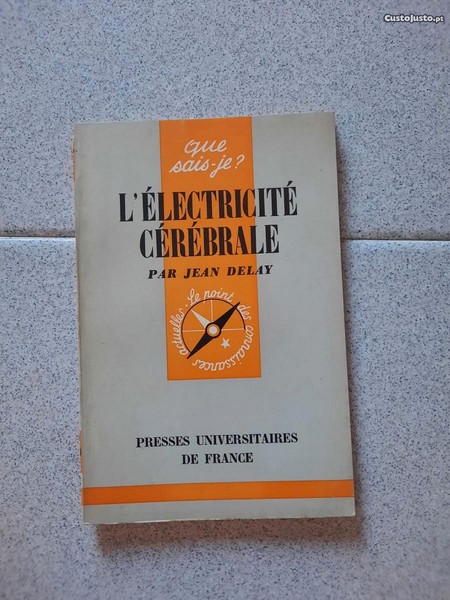 CustoJusto.pt
que
sais-je?
L'ÉLECTRICITÉ
CÉRÉBRALE
PAR JEAN DELAY
Le point des connaissances actuelles
PRESSES UNIVERSITAIRES
DE FRANCE